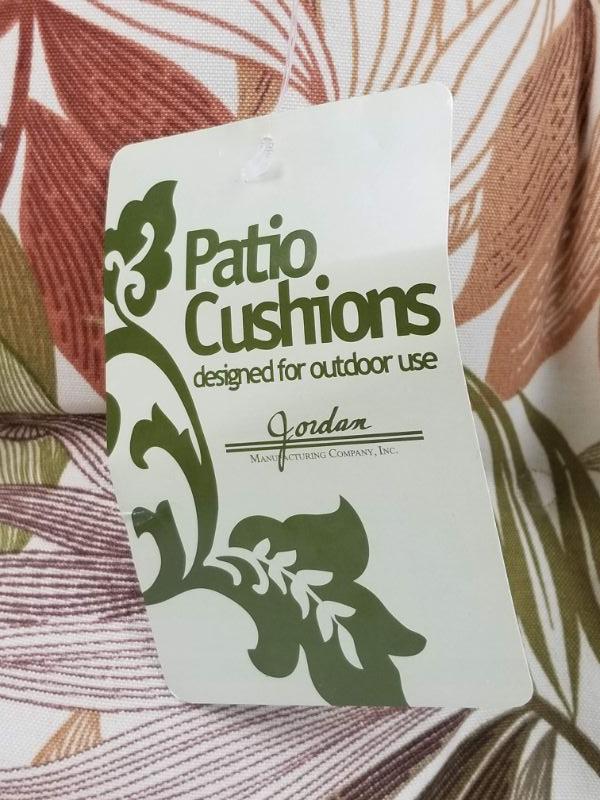 Patio
Cushions
designed for outdoor use
Jordan
Manufacturing Company, Inc.